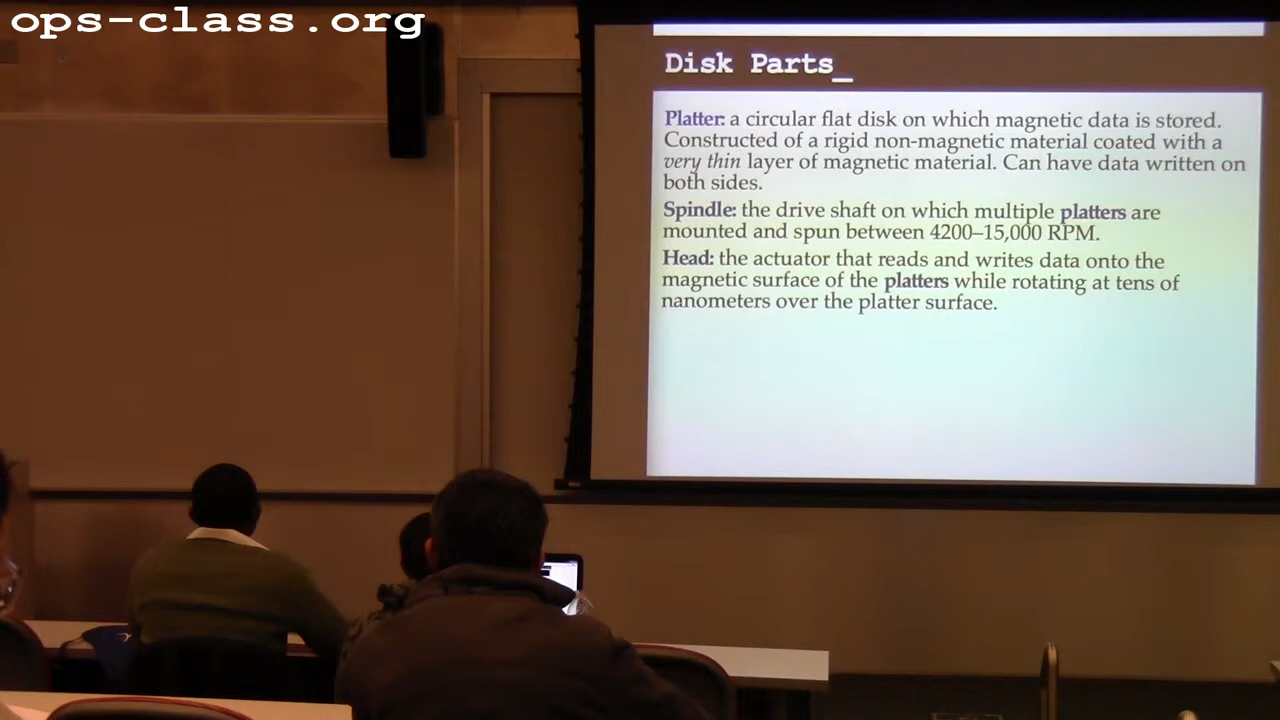 ops-class.org
Disk Parts_
Platter: a circular flat disk on which magnetic data is stored.
Constructed of a rigid non-magnetic material coated with a
very thin layer of magnetic material. Can have data written on
both sides.
Spindle: the drive shaft on which multiple platters are
mounted and spun between 4200–15,000 RPM.
Head: the actuator that reads and writes data onto the
magnetic surface of the platters while rotating at tens of
nanometers over the platter surface.